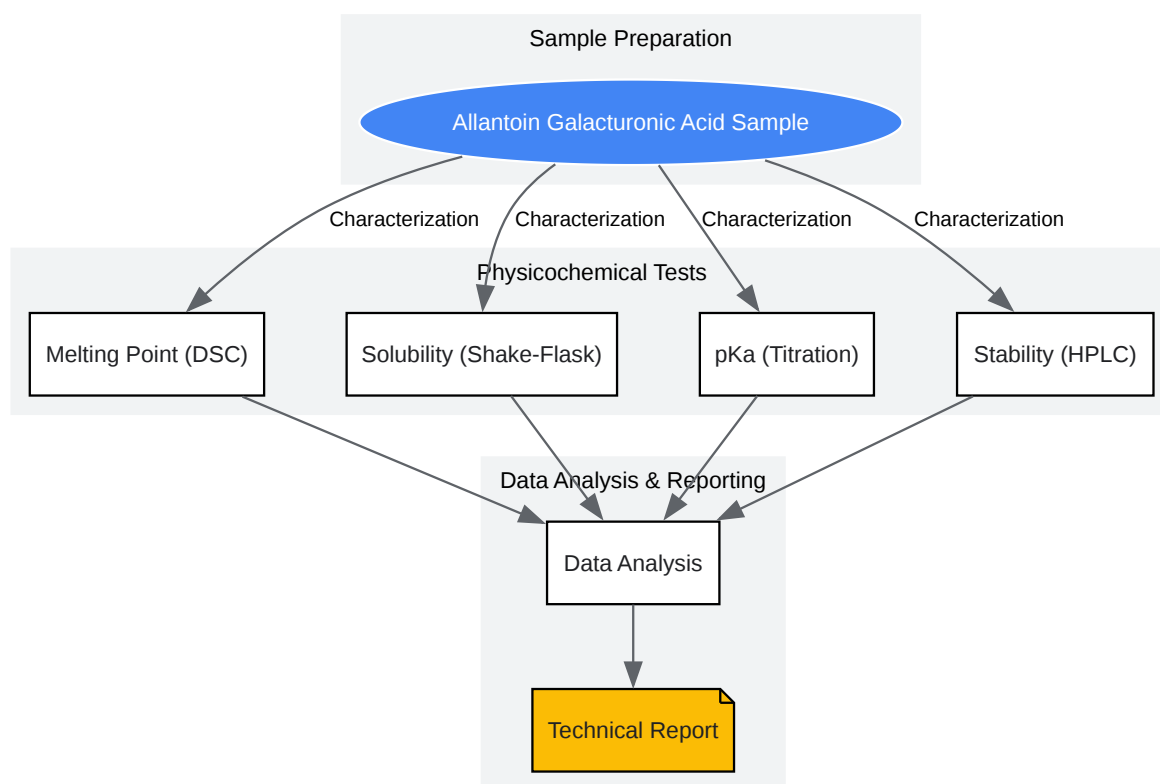 Sample Preparation
Allantoin Galacturonic Acid Sample
Characterization
Characterization
Characterization
Characterization
Physicochemical Tests
Melting Point (DSC)
Solubility (Shake-Flask)
pKa (Titration)
Stability (HPLC)
Data Analysis & Reporting
Data Analysis
Technical Report